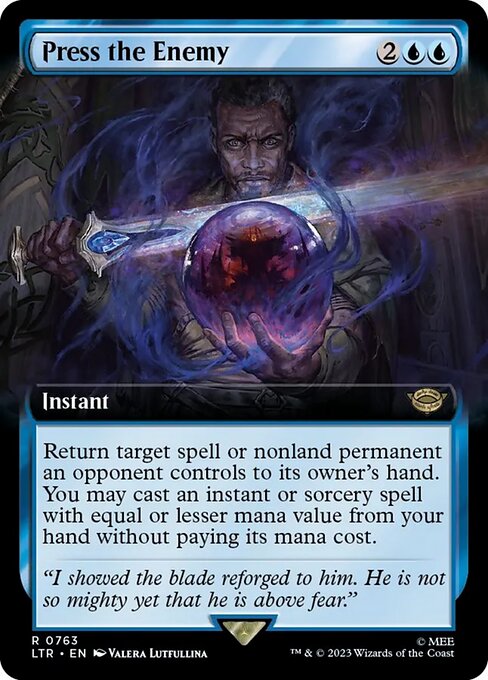 Press the Enemy 2
Instant
Return target spell or nonland permanent
an opponent controls to its owner's hand.
You may cast an instant or sorcery spell
with equal or lesser mana value from your
hand without paying its mana cost.
“I showed the blade reforged to him. He is not
so mighty yet that he is above fear.”
R 0763
LTR • EN VALERA LUTFULLINA
© MEE
™ & © 2023 Wizards of the Coast